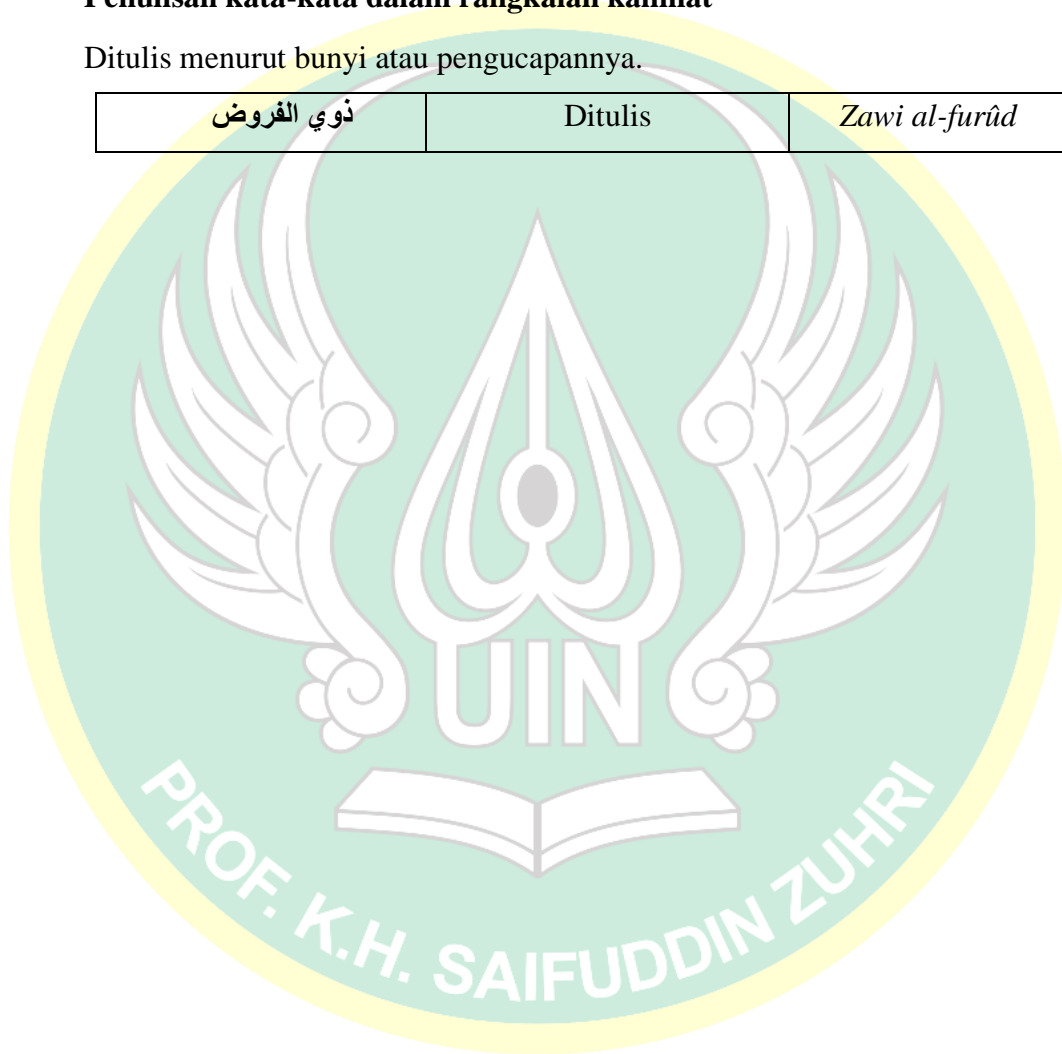 Penulisan kata-kata dalam rangkaian kalimat
Ditulis menurut bunyi atau pengucapannya.
ذوي الفروض Ditulis Zawi al-furûd
UIN
PROF. K.H. SAIFUDDIN ZUHRI